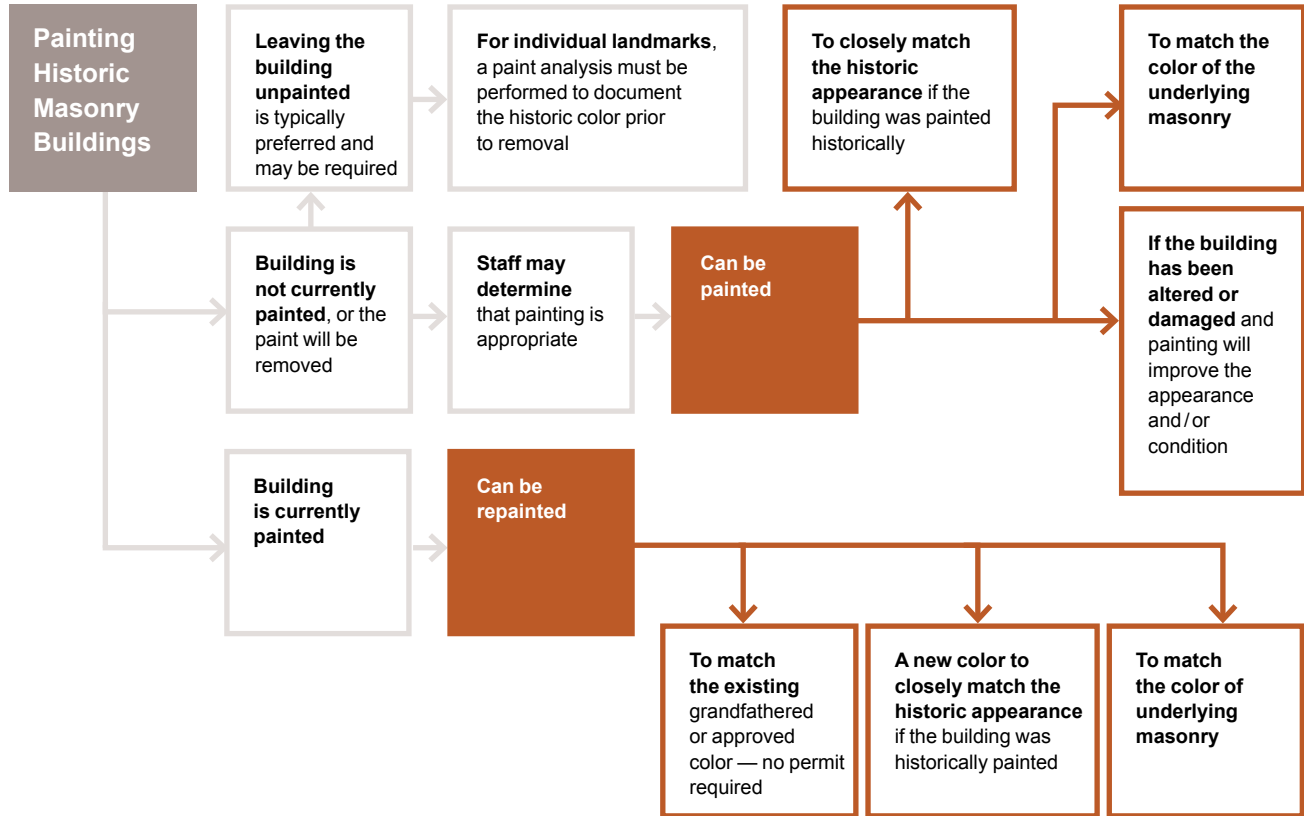 Painting
Historic
Masonry
Buildings
Leaving the
building
unpainted
is typically
preferred and
may be required
For individual landmarks,
a paint analysis must be
performed to document
the historic color prior
to removal
To closely match
the historic
appearance if the
building was painted
historically
To match the
color of the
underlying
masonry
Building is
not currently
painted, or the
paint will be
removed
Staff may
determine
that painting is
appropriate
Can be
painted
If the building
has been
altered or
damaged and
painting will
improve the
appearance
and/or
condition
Building
is currently
painted
Can be
repainted
To match
the existing
grandfathered
or approved
color — no permit
required
A new color to
closely match the
historic appearance
if the building was
historically painted
To match
the color of
underlying
masonry